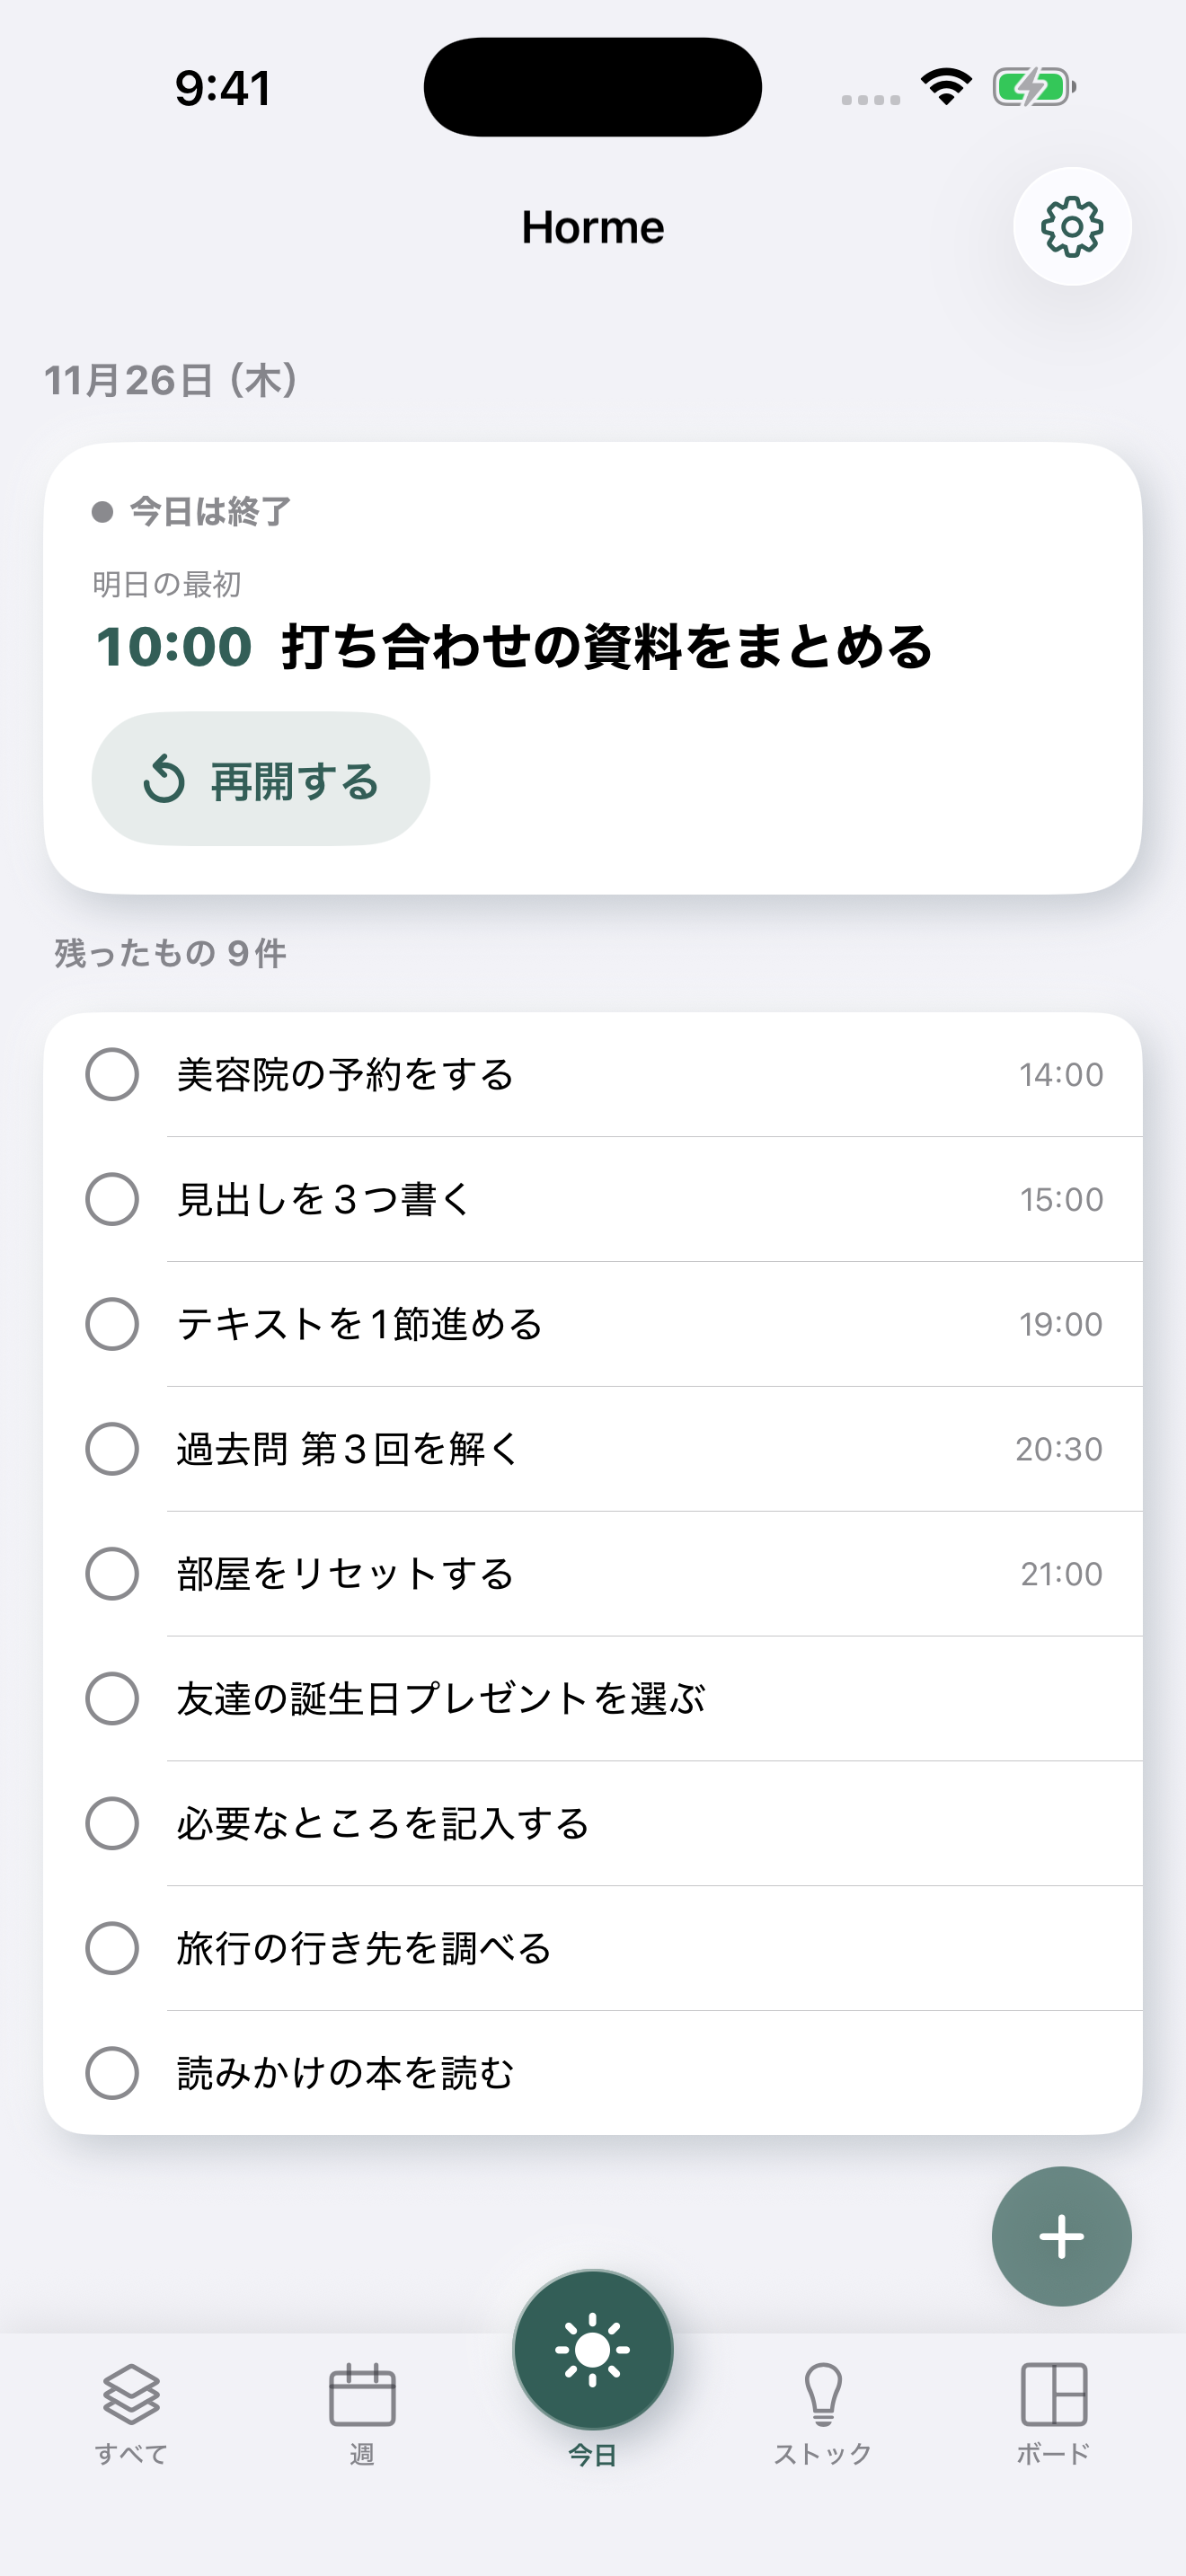 9:41
Horme
11月26日（木）
今日は終了
明日の最初
10:00 打ち合わせの資料をまとめる
再開する
残ったもの 9件
美容院の予約をする 14:00
見出しを3つ書く 15:00
テキストを1節進める 19:00
過去問 第3回を解く 20:30
部屋をリセットする 21:00
友達の誕生日プレゼントを選ぶ
必要なところを記入する
旅行の行き先を調べる
読みかけの本を読む
すべて 週 今日 ストック ボード